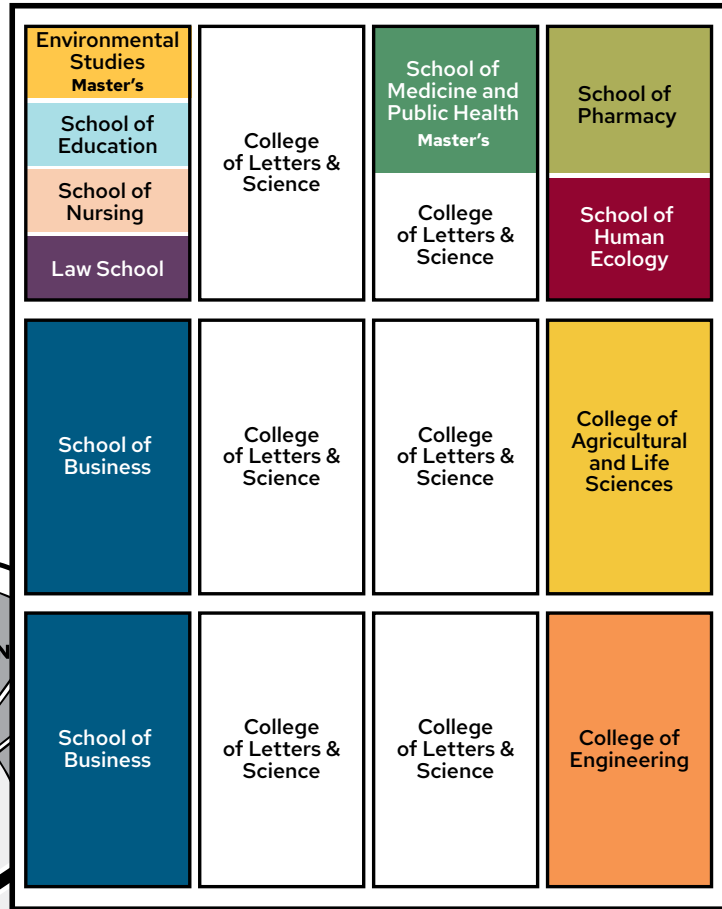 Environmental
Studies
Master's
School of
Education
School of
Nursing
Law School
College
of Letters &
Science
School of
Medicine and
Public Health
Master's
College
of Letters &
Science
School of
Pharmacy
School of
Human
Ecology
School of
Business
College
of Letters &
Science
College
of Letters &
Science
College of
Agricultural
and Life
Sciences
School of
Business
College
of Letters &
Science
College
of Letters &
Science
College of
Engineering